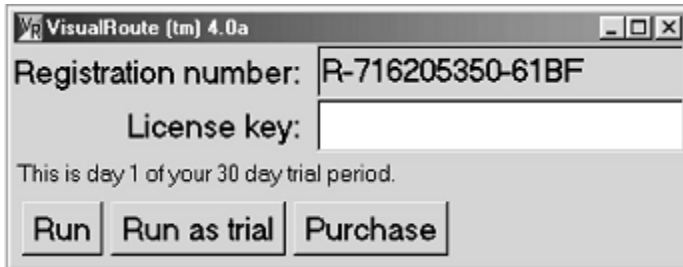 VR VisualRoute (tm) 4.0a
Registration number: R-716205350-61BF
License key:
This is day 1 of your 30 day trial period.
Run Run as trial Purchase